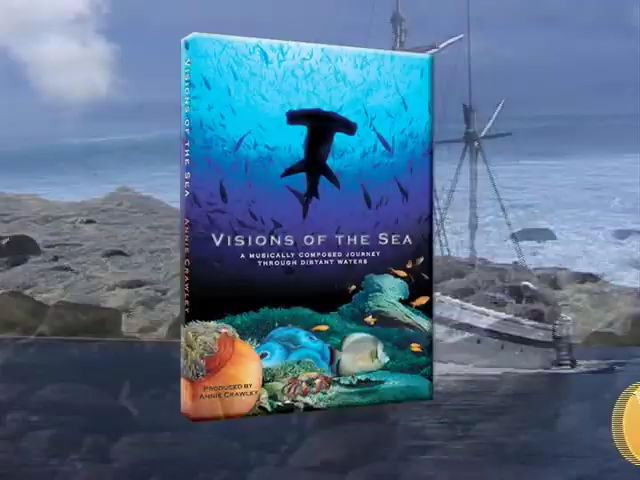 VISIONS OF THE SEA
ANNIE CRAWLEY
VISIONS OF THE SEA
A MUSICALLY COMPOSED JOURNEY
THROUGH DISTANT WATERS
PRODUCED BY
ANNIE CRAWLEY